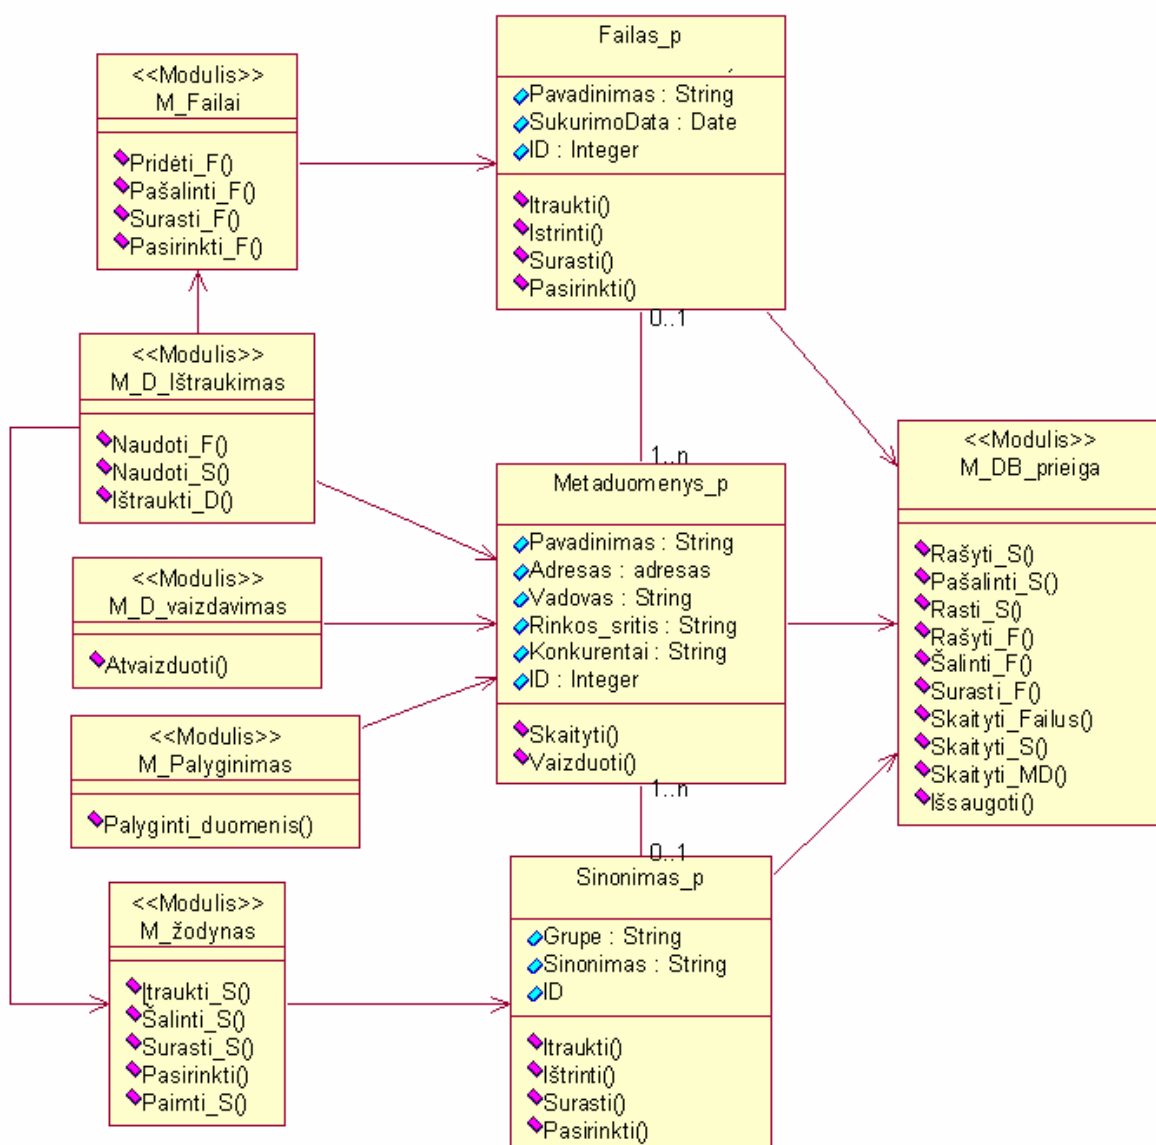 <<Modulis>>
M_Failai
Pridėti_F()
Pašalinti_F()
Surasti_F()
Pasirinkti_F()
Failas_p
Pavadinimas : String
SukurimoData : Date
ID : Integer
Itraukti()
Istrinti()
Surasti()
Pasirinkti()
0..1
<<Modulis>>
M_D_Ištraukimas
Naudoti_F()
Naudoti_S()
Ištraukti_D()
1..n
Metaduomenys_p
Pavadinimas : String
Adresas : adresas
Vadovas : String
Rinkos_sritis : String
Konkurentai : String
ID : Integer
Skaityti()
Vaizduoti()
1..n
<<Modulis>>
M_DB_prieiga
Rašyti_S()
Pašalinti_S()
Rasti_S()
Rašyti_F()
Šalinti_F()
Surasti_F()
Skaityti_Failus()
Skaityti_S()
Skaityti_MD()
Išsaugoti()
<<Modulis>>
M_D_vaizdavimas
Atvaizduoti()
<<Modulis>>
M_Palyginimas
Palyginti_duomenis()
0..1
Sinonimas_p
Grupe : String
Sinonimas : String
ID
Itraukti()
Ištrinti()
Surasti()
Pasirinkti()
<<Modulis>>
M_žodynas
Įtraukti_S()
Šalinti_S()
Surasti_S()
Pasirinkti()
Paimti_S()